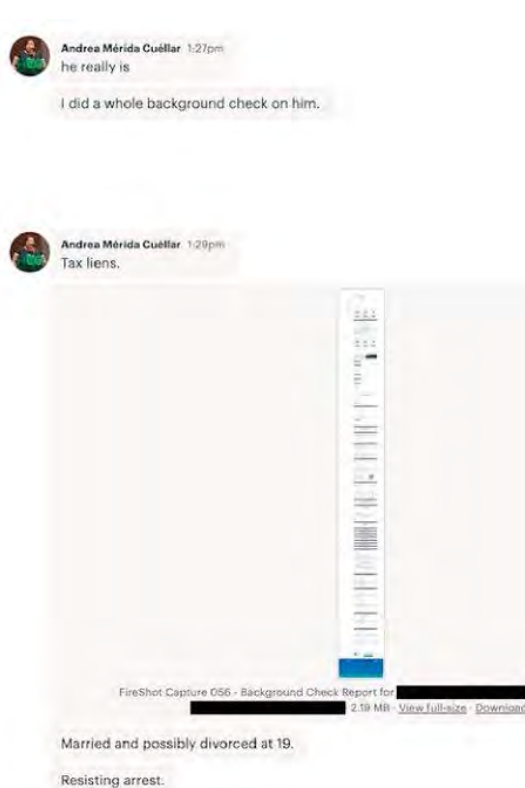 Andrea Mérida Cuéllar 1:27pm
he really is
I did a whole background check on him.
Andrea Mérida Cuéllar 1:29pm
Tax liens.
FireShot Capture 056 - Background Check Report for
2.19 MB · View full-size · Download
Married and possibly divorced at 19.
Resisting arrest.